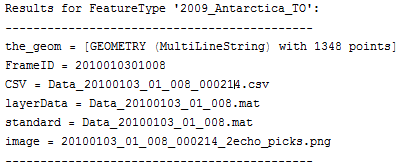 Results for FeatureType '2009_Antarctica_TO':
--------------------------------------------
the_geom = [GEOMETRY (MultiLineString) with 1348 points]
FrameID = 2010010301008
CSV = Data_20100103_01_008_000214.csv
layerData = Data_20100103_01_008.mat
standard = Data_20100103_01_008.mat
image = 20100103_01_008_000214_2echo_picks.png
--------------------------------------------